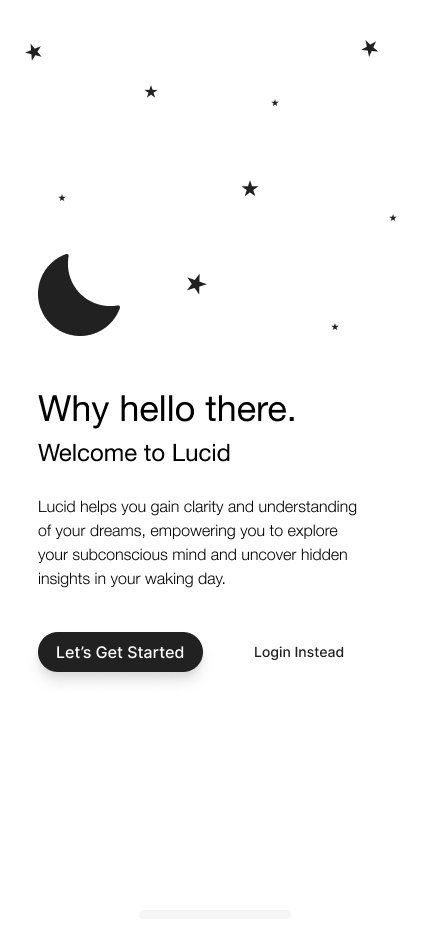 Why hello there.
Welcome to Lucid
Lucid helps you gain clarity and understanding
of your dreams, empowering you to explore
your subconscious mind and uncover hidden
insights in your waking day.
Let’s Get Started
Login Instead